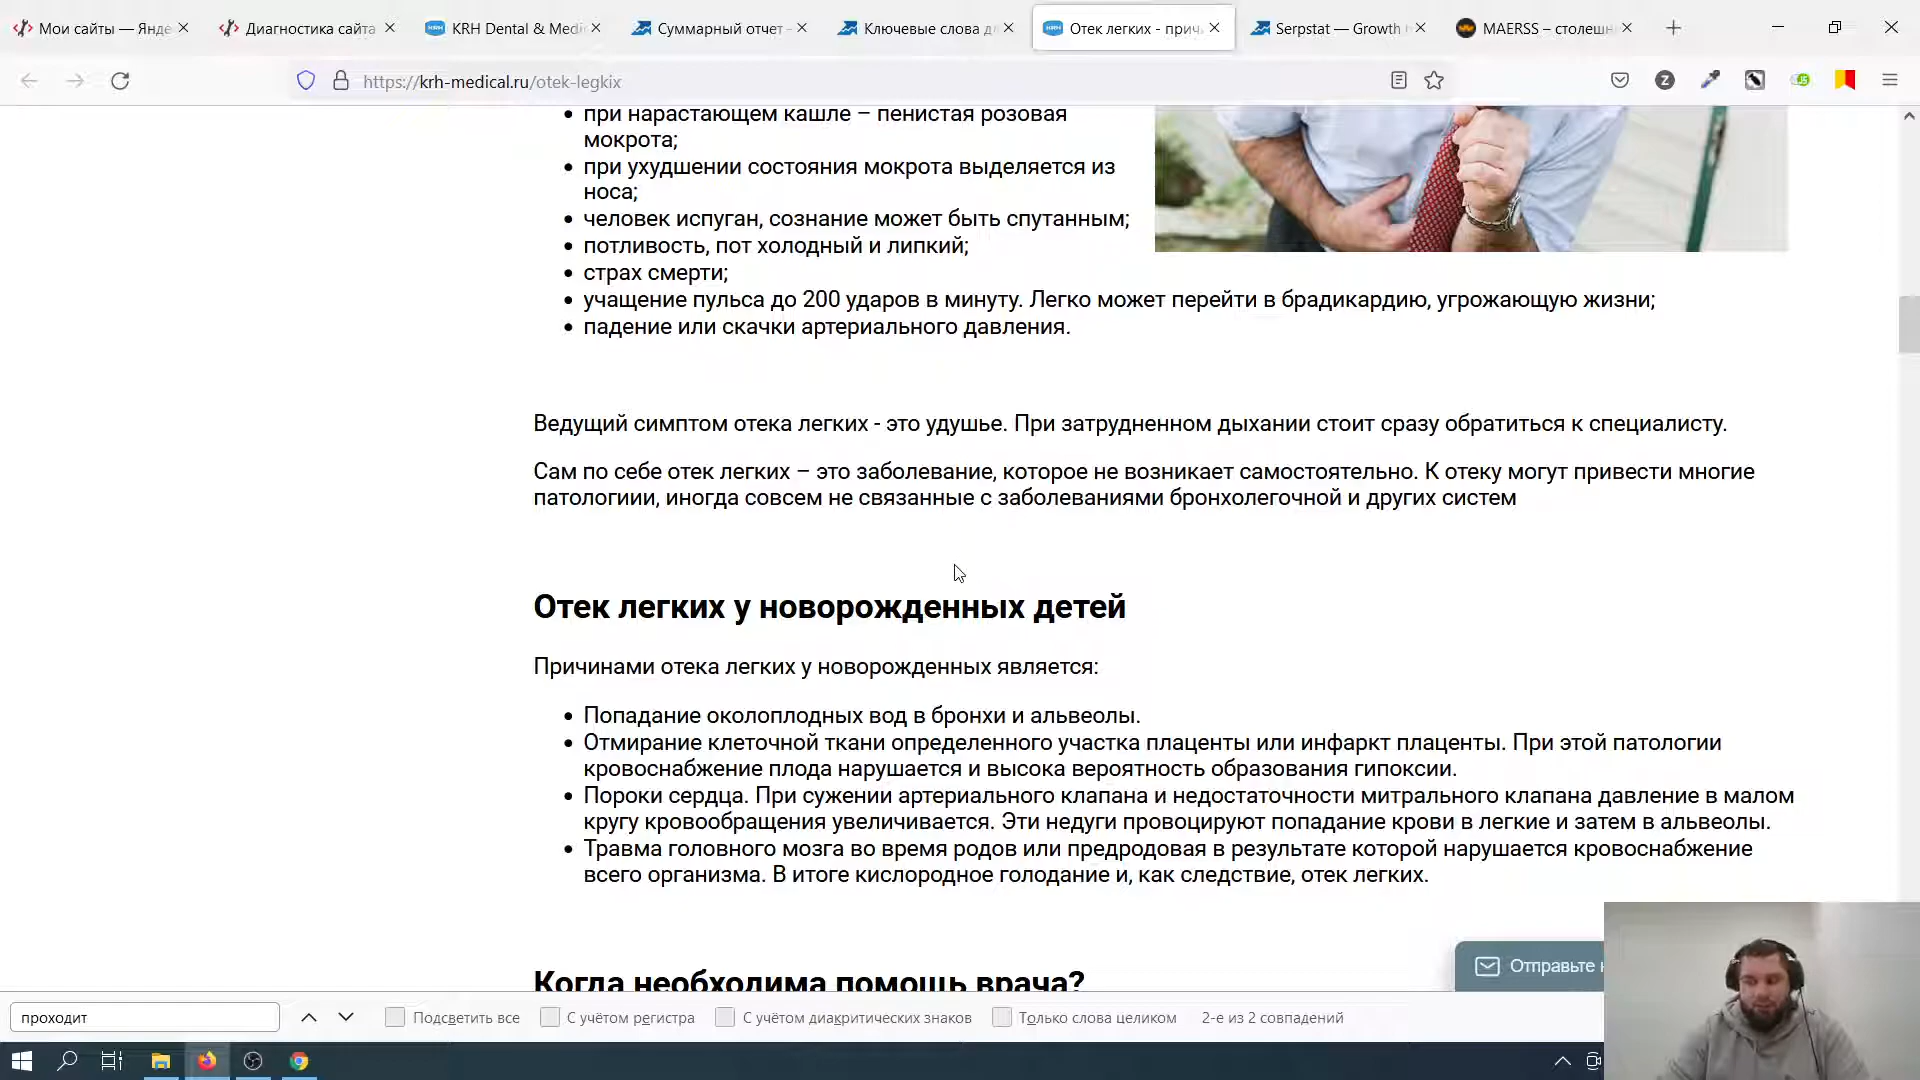 Мои сайты — Янде
Диагностика сайта
KRH Dental & Medi
Суммарный отчет -
Ключевые слова д
Отек легких - прич
Serpstat — Growth
MAERSS – столешн
https://krh-medical.ru/otek-legkix
при нарастающем кашле – пенистая розовая
мокрота;
при ухудшении состояния мокрота выделяется из
носа;
человек испуган, сознание может быть спутанным;
потливость, пот холодный и липкий;
страх смерти;
учащение пульса до 200 ударов в минуту. Легко может перейти в брадикардию, угрожающую жизни;
падение или скачки артериального давления.
Ведущий симптом отека легких - это удушье. При затрудненном дыхании стоит сразу обратиться к специалисту.
Сам по себе отек легких – это заболевание, которое не возникает самостоятельно. К отеку могут привести многие
патологиии, иногда совсем не связанные с заболеваниями бронхолегочной и других систем
Отек легких у новорожденных детей
Причинами отека легких у новорожденных является:
Попадание околоплодных вод в бронхи и альвеолы.
Отмирание клеточной ткани определенного участка плаценты или инфаркт плаценты. При этой патологии
кровоснабжение плода нарушается и высока вероятность образования гипоксии.
Пороки сердца. При сужении артериального клапана и недостаточности митрального клапана давление в малом
кругу кровообращения увеличивается. Эти недуги провоцируют попадание крови в легкие и затем в альвеолы.
Травма головного мозга во время родов или предродовая в результате которой нарушается кровоснабжение
всего организма. В итоге кислородное голодание и, как следствие, отек легких.
Когда необходима помощь врача?
Отправьте
проходит
Подсветить все
С учётом регистра
С учётом диакритических знаков
Только слова целиком
2-е из 2 совпадений